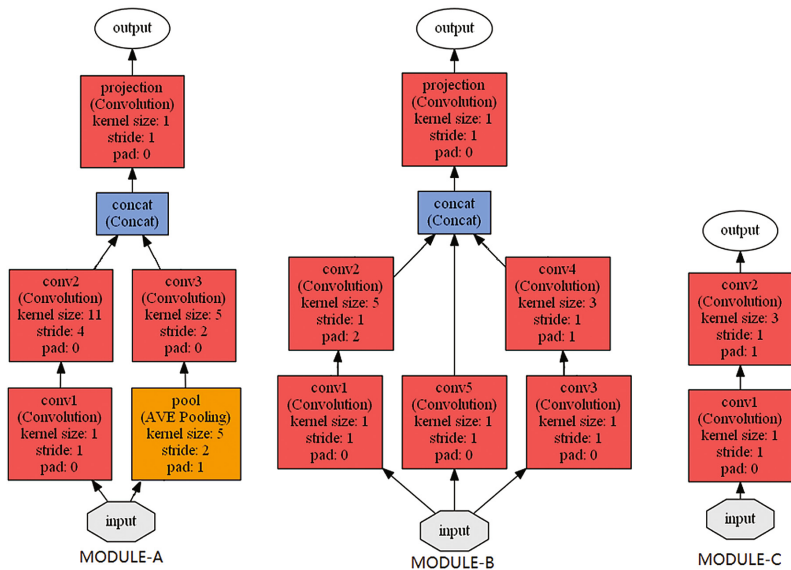 output
projection
(Convolution)
kernel size: 1
stride: 1
pad: 0
concat
(Concat)
conv2
(Convolution)
kernel size: 11
stride: 4
pad: 0
conv3
(Convolution)
kernel size: 5
stride: 2
pad: 0
conv1
(Convolution)
kernel size: 1
stride: 1
pad: 0
pool
(AVE Pooling)
kernel size: 5
stride: 2
pad: 1
input
MODULE-A
output
projection
(Convolution)
kernel size: 1
stride: 1
pad: 0
concat
(Concat)
conv2
(Convolution)
kernel size: 5
stride: 1
pad: 2
conv4
(Convolution)
kernel size: 3
stride: 1
pad: 1
conv1
(Convolution)
kernel size: 1
stride: 1
pad: 0
conv5
(Convolution)
kernel size: 1
stride: 1
pad: 0
conv3
(Convolution)
kernel size: 1
stride: 1
pad: 0
input
MODULE-B
output
conv2
(Convolution)
kernel size: 3
stride: 1
pad: 1
conv1
(Convolution)
kernel size: 1
stride: 1
pad: 0
input
MODULE-C